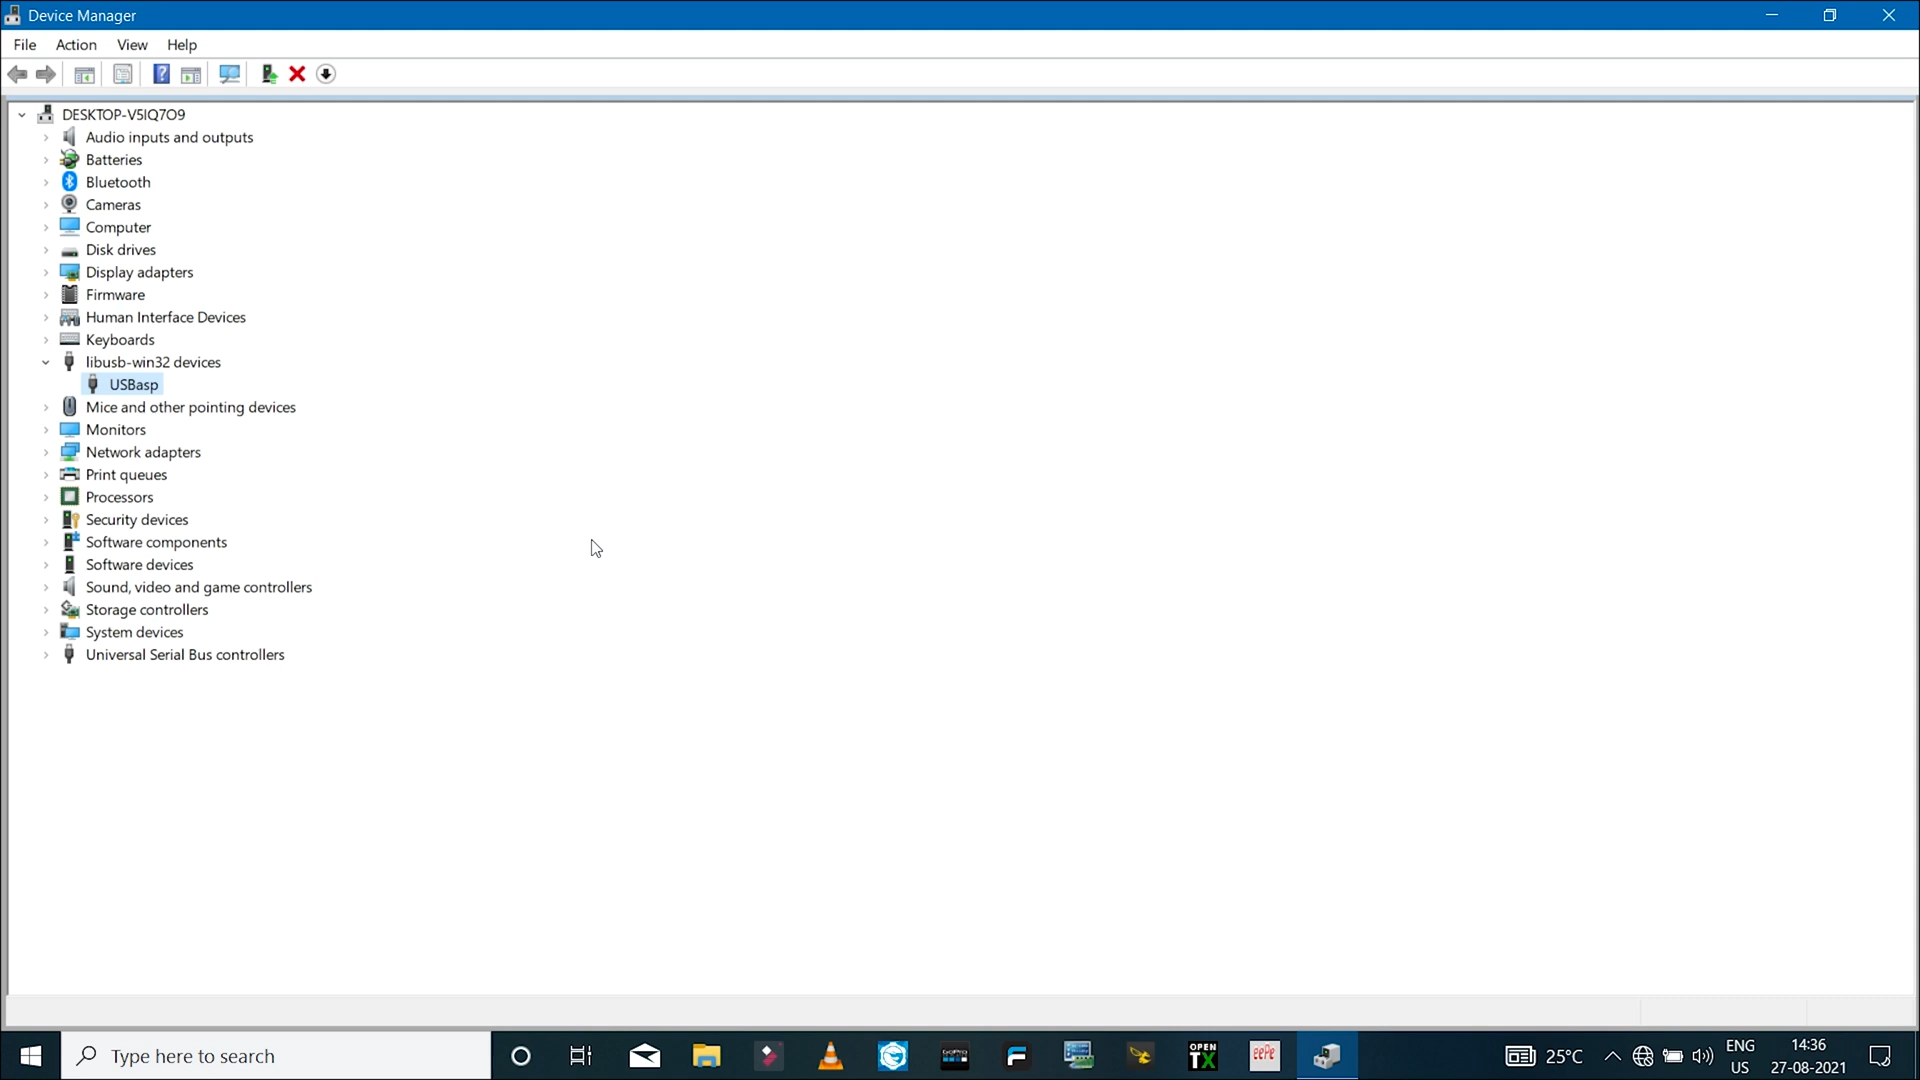 Device Manager
File Action View Help
DESKTOP-V5IQ7O9
Audio inputs and outputs
Batteries
Bluetooth
Cameras
Computer
Disk drives
Display adapters
Firmware
Human Interface Devices
Keyboards
libusb-win32 devices
USBasp
Mice and other pointing devices
Monitors
Network adapters
Print queues
Processors
Security devices
Software components
Software devices
Sound, video and game controllers
Storage controllers
System devices
Universal Serial Bus controllers
Type here to search
GoPro
OPEN
TX
eePe
25°C
ENG
US
14:36
27-08-2021